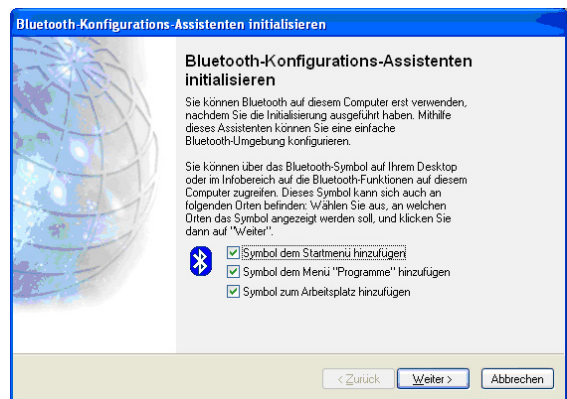 Bluetooth-Konfigurations-Assistenten initialisieren
Bluetooth-Konfigurations-Assistenten
initialisieren
Sie können Bluetooth auf diesem Computer erst verwenden,
nachdem Sie die Initialisierung ausgeführt haben. Mithilfe
dieses Assistenten können Sie eine einfache
Bluetooth-Umgebung konfigurieren.
Sie können über das Bluetooth-Symbol auf Ihrem Desktop
oder im Infobereich auf die Bluetooth-Funktionen auf diesem
Computer zugreifen. Dieses Symbol kann sich auch an
folgenden Orten befinden: Wählen Sie aus, an welchen
Orten das Symbol angezeigt werden soll, und klicken Sie
dann auf "Weiter".
Symbol dem Startmenü hinzufügen
Symbol dem Menü "Programme" hinzufügen
Symbol zum Arbeitsplatz hinzufügen
< Zurück Weiter > Abbrechen